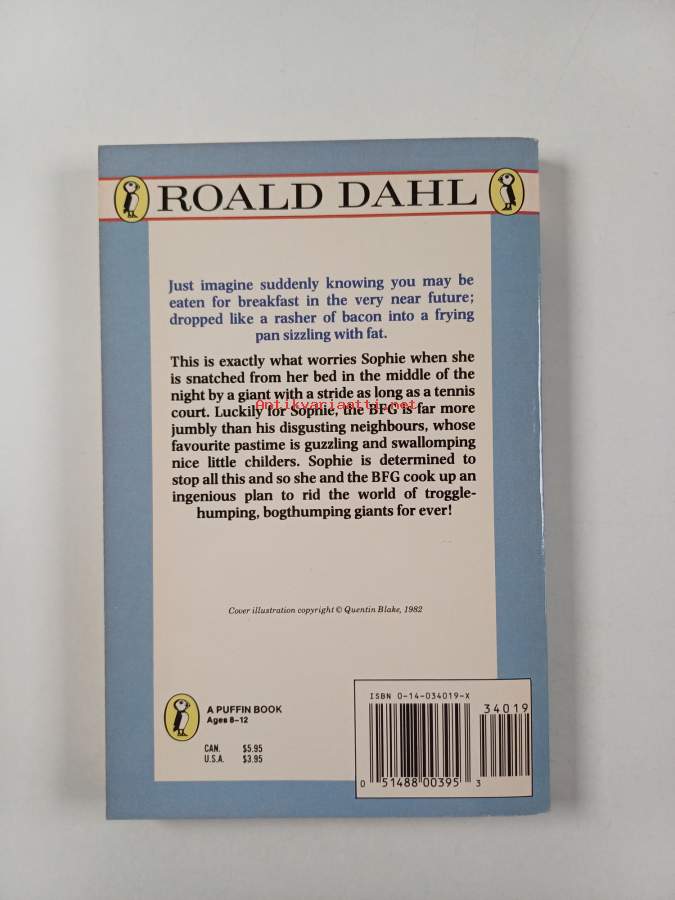 ROALD DAHL
Just imagine suddenly knowing you may be
eaten for breakfast in the very near future;
dropped like a rasher of bacon into a frying
pan sizzling with fat.
This is exactly what worries Sophie when she
is snatched from her bed in the middle of the
night by a giant with a stride as long as a tennis
court. Luckily for Sophie, the BFG is far more
Antikvariaatti.net
jumbly than his disgusting neighbours, whose
favourite pastime is guzzling and swallomping
nice little childers. Sophie is determined to
stop all this and so she and the BFG cook up an
ingenious plan to rid the world of troggle-
humping, bogthumping giants for ever!
Cover illustration copyright © Quentin Blake, 1982
A PUFFIN BOOK
Ages 8–12
CAN. $5.95
U.S.A. $3.95
ISBN 0-14-034019-X
34019
0 51488 00395 3